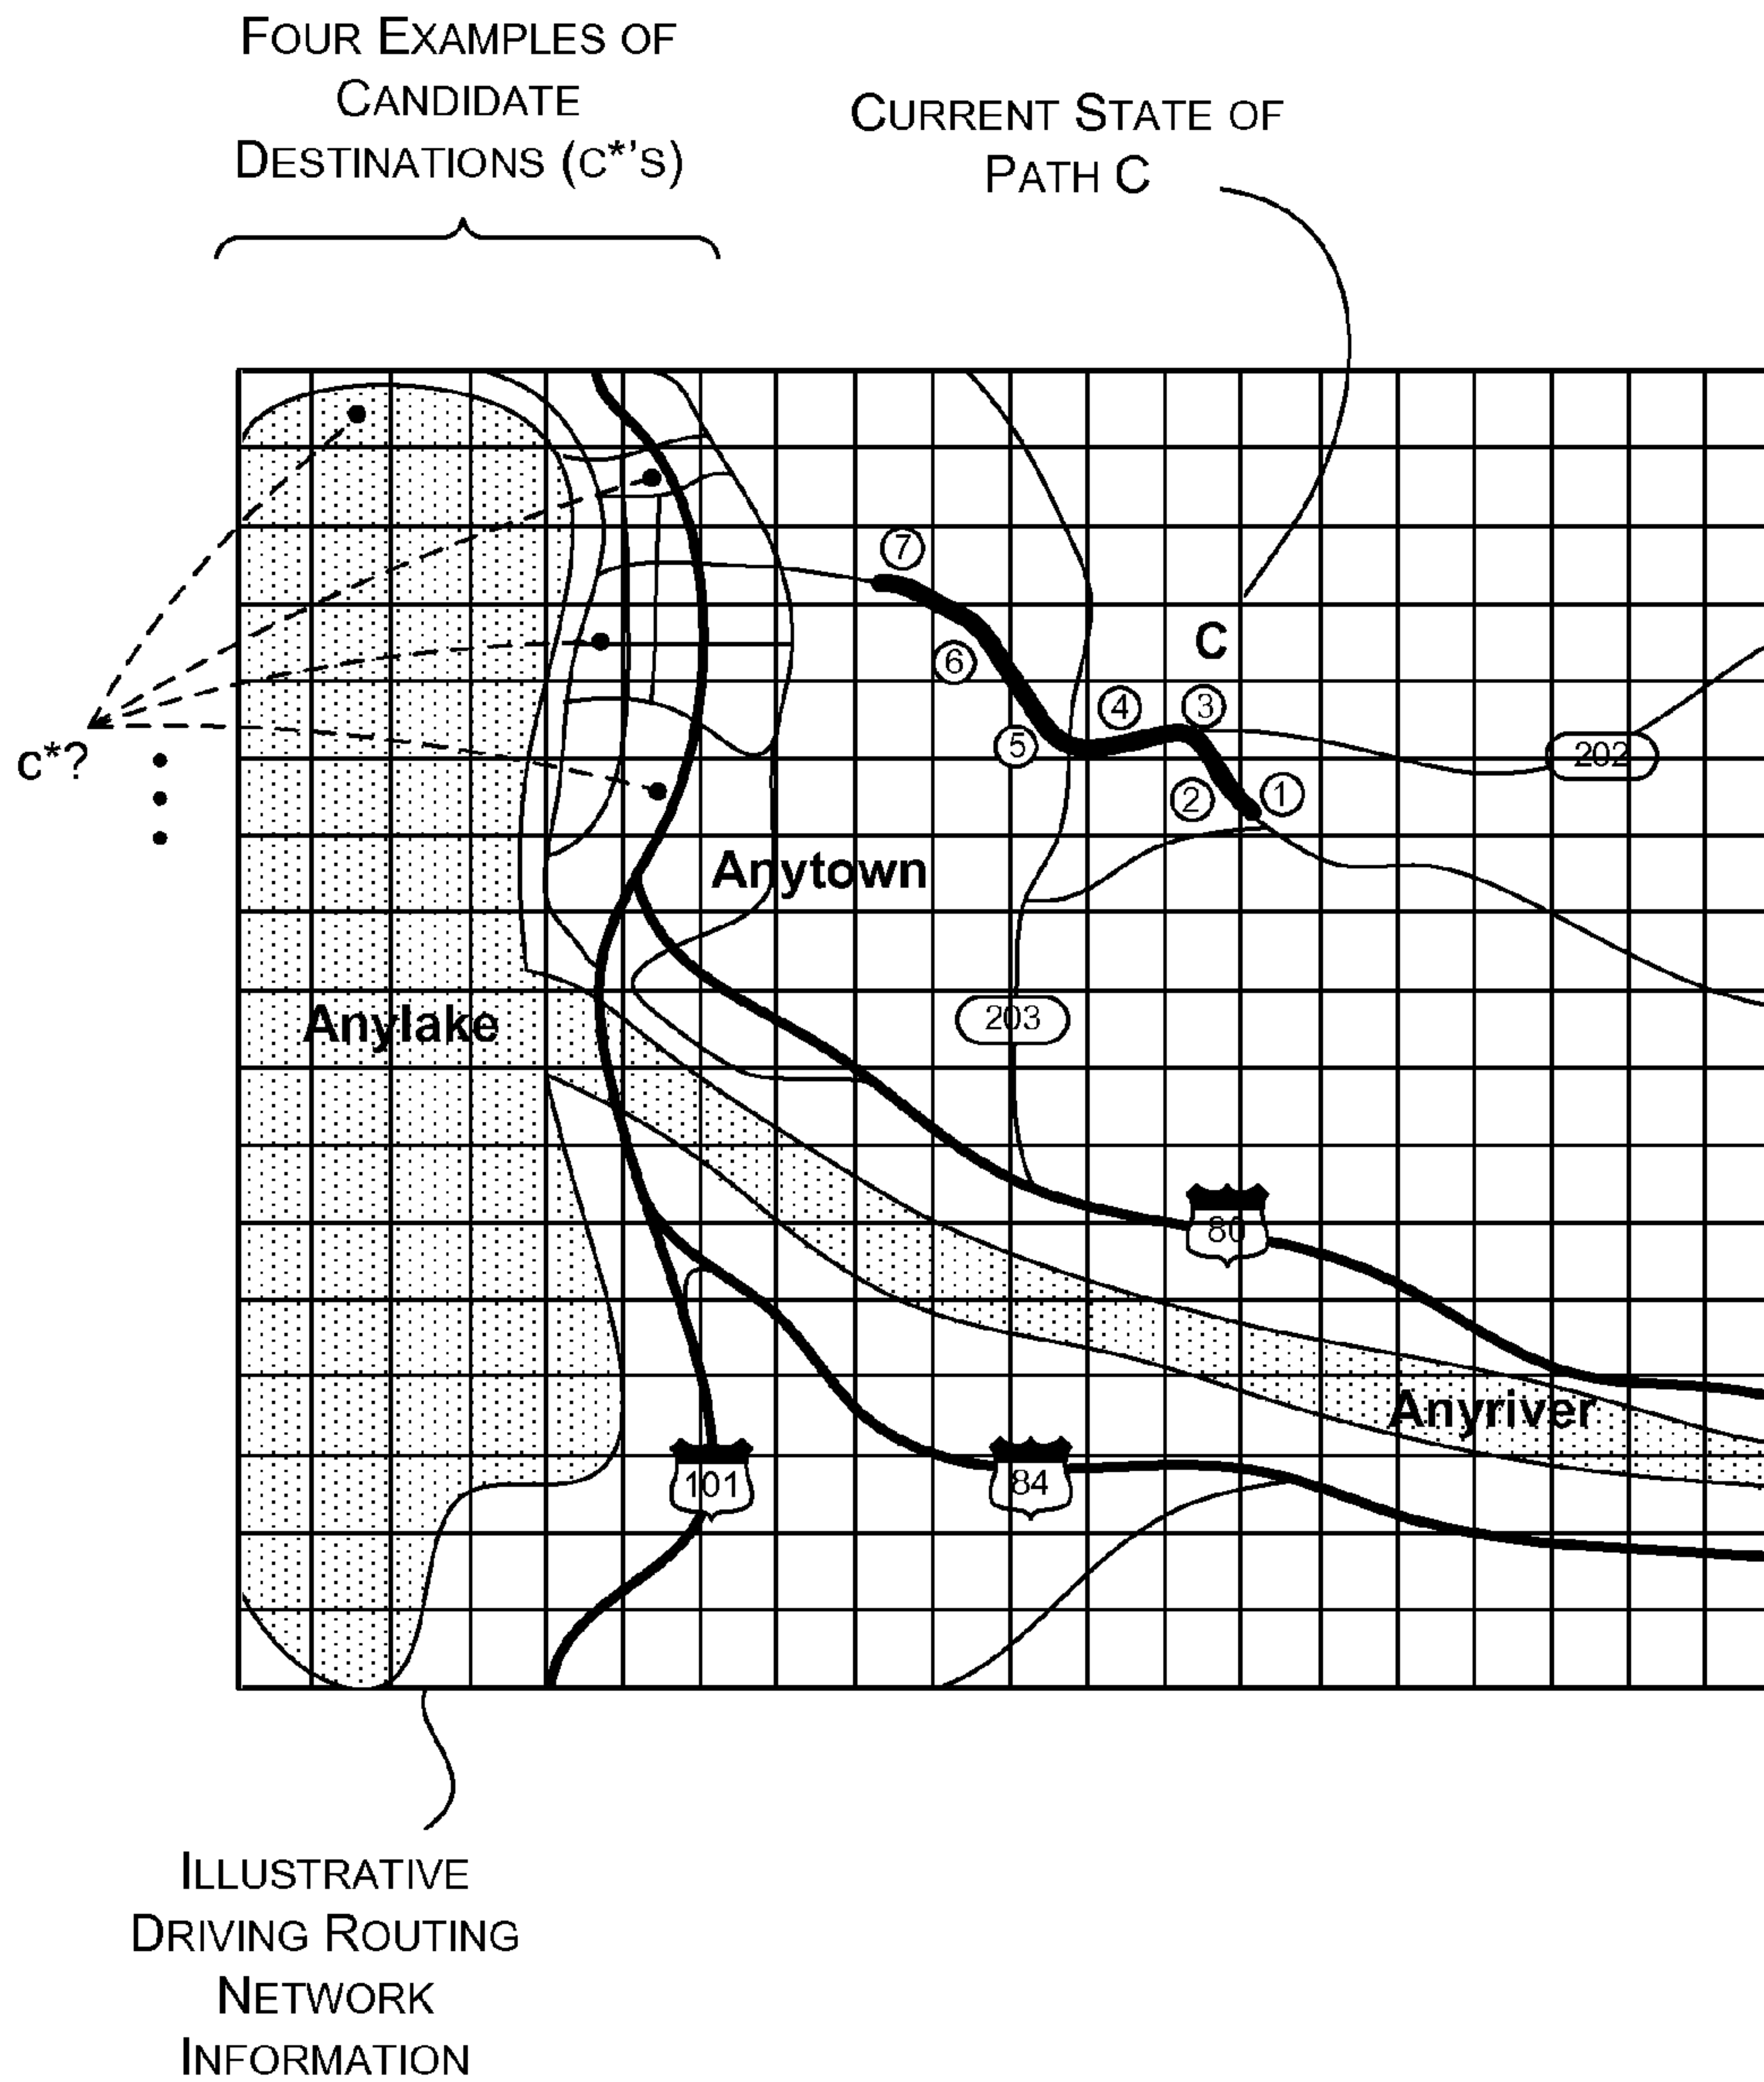 FOUR EXAMPLES OF
CANDIDATE
DESTINATIONS (C*'S)
CURRENT STATE OF
PATH C
7
C
6
4
3
5
202
c*?
2
1
Anytown
Anylake
203
80
Anyriver
101
84
ILLUSTRATIVE
DRIVING ROUTING
NETWORK
INFORMATION